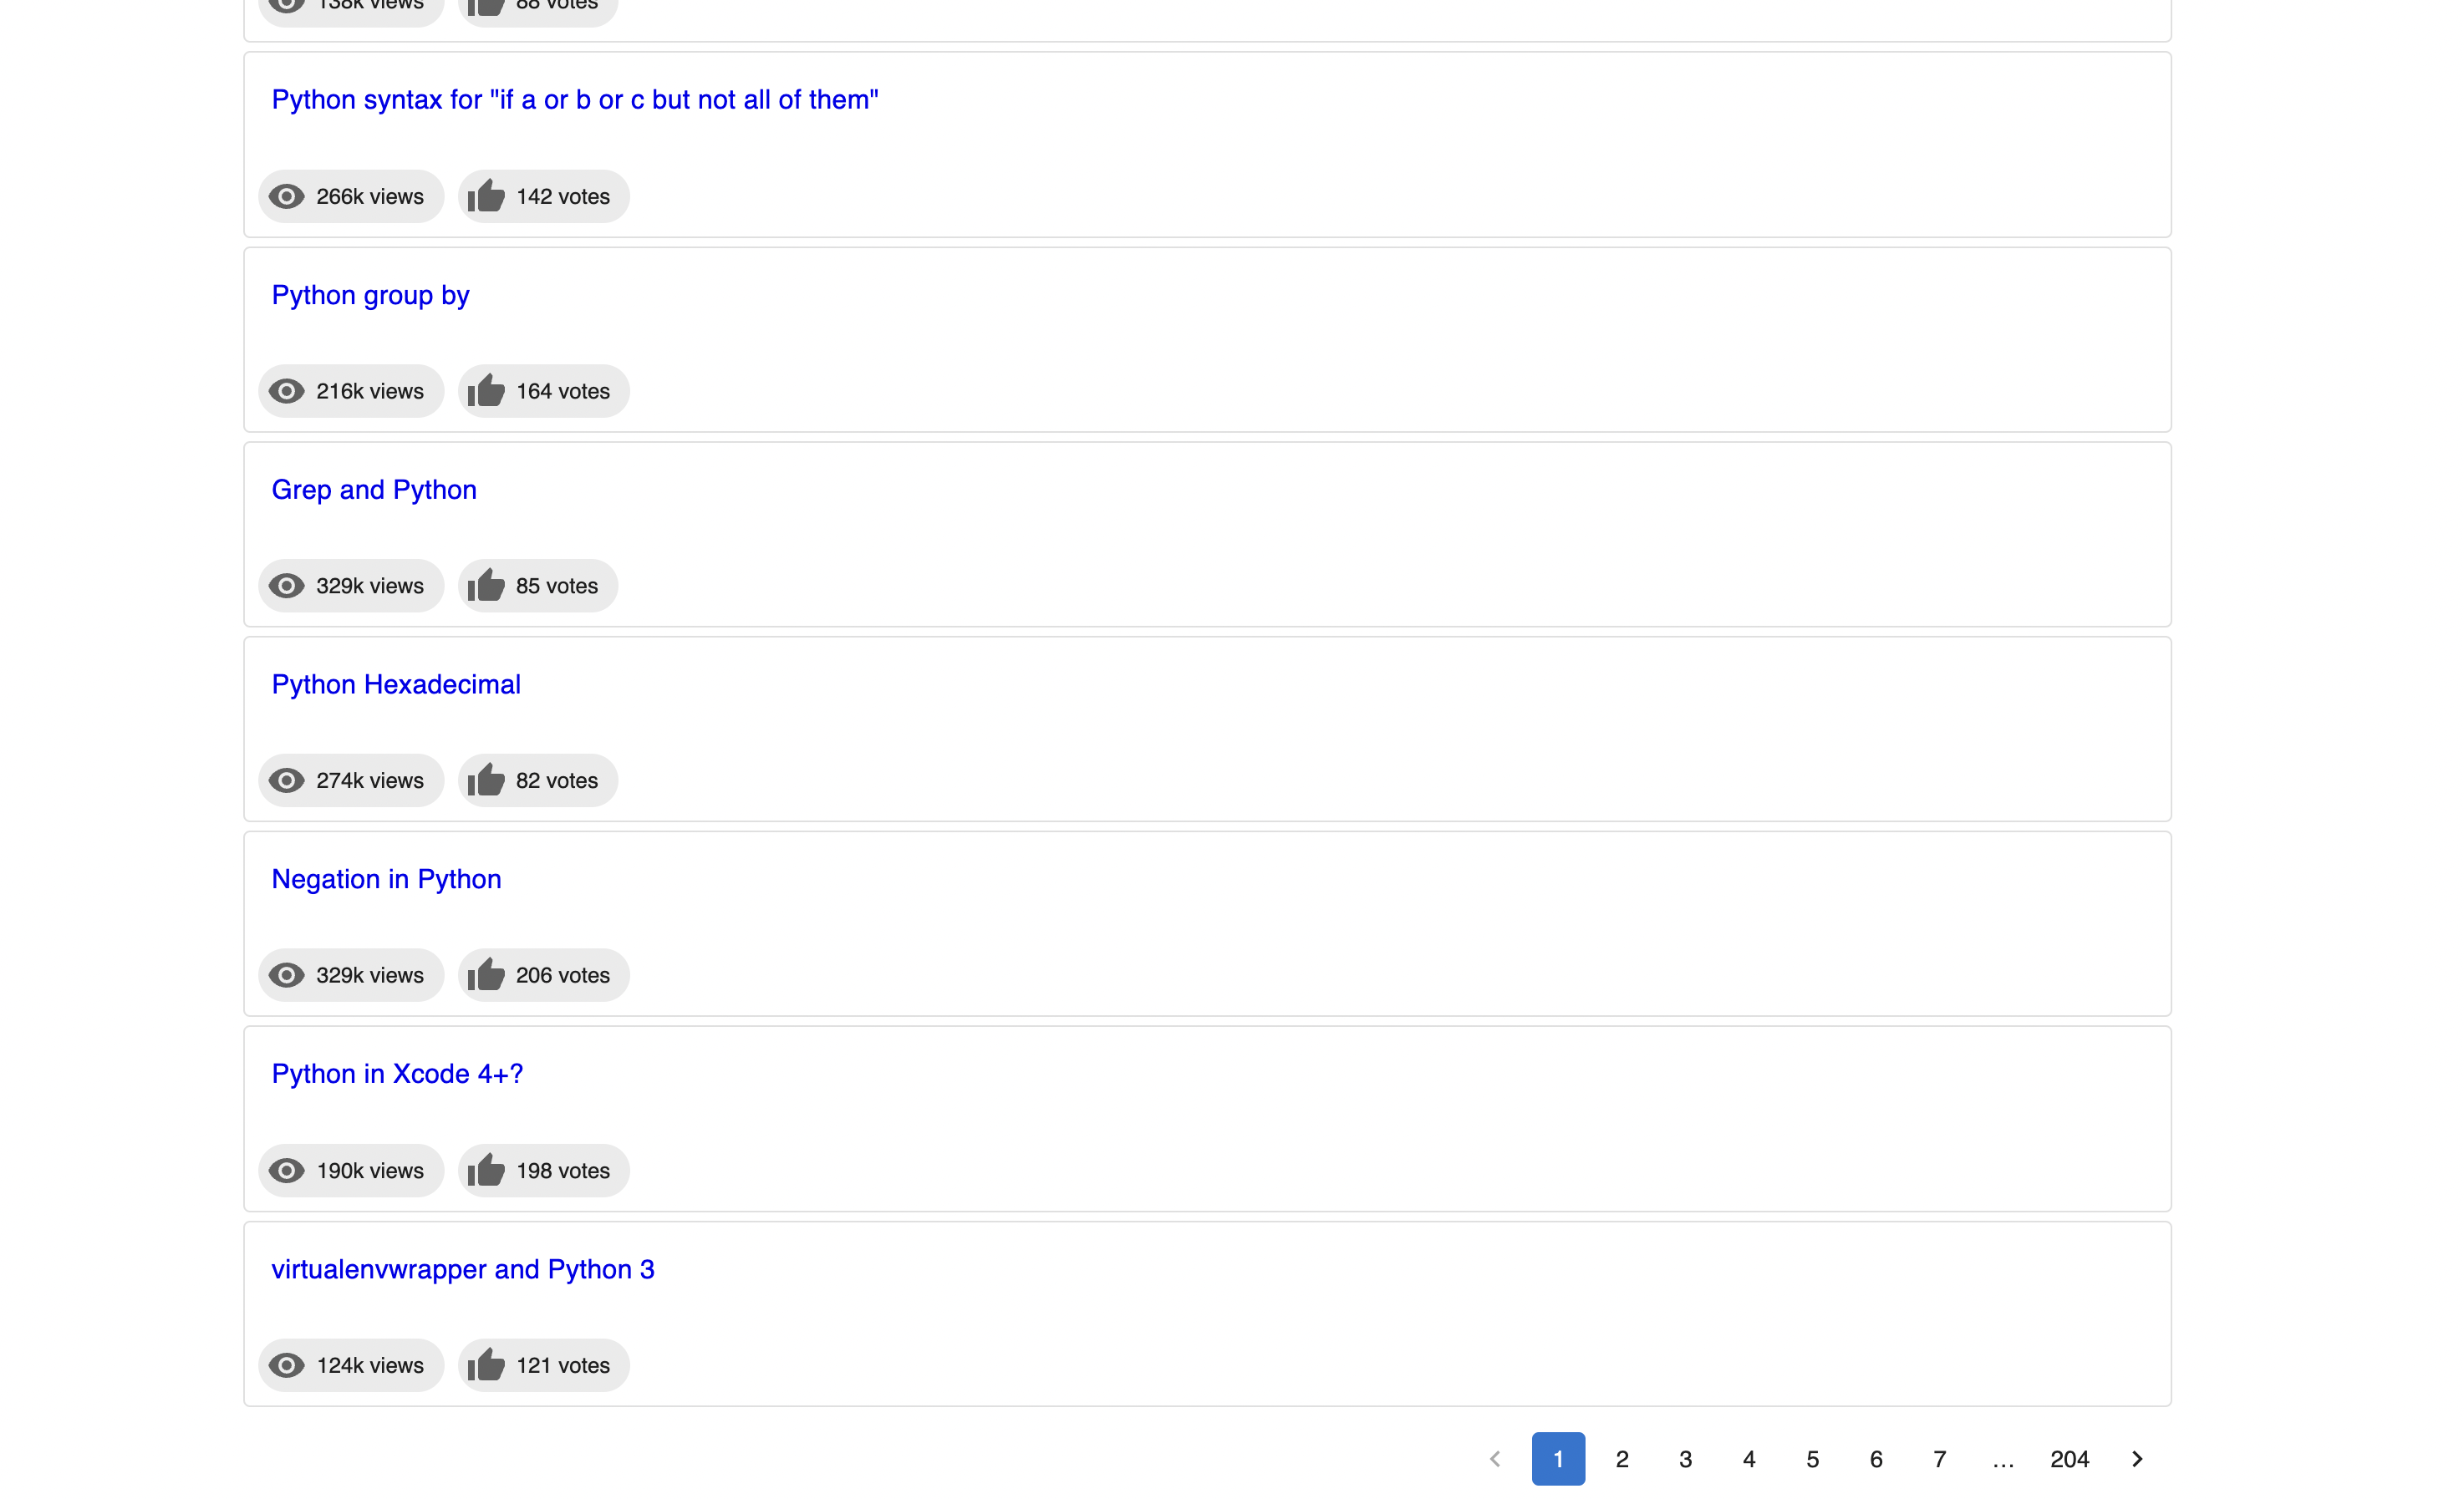 138k views 88 votes
Python syntax for "if a or b or c but not all of them"
266k views 142 votes
Python group by
216k views 164 votes
Grep and Python
329k views 85 votes
Python Hexadecimal
274k views 82 votes
Negation in Python
329k views 206 votes
Python in Xcode 4+?
190k views 198 votes
virtualenvwrapper and Python 3
124k views 121 votes
1 2 3 4 5 6 7 ... 204